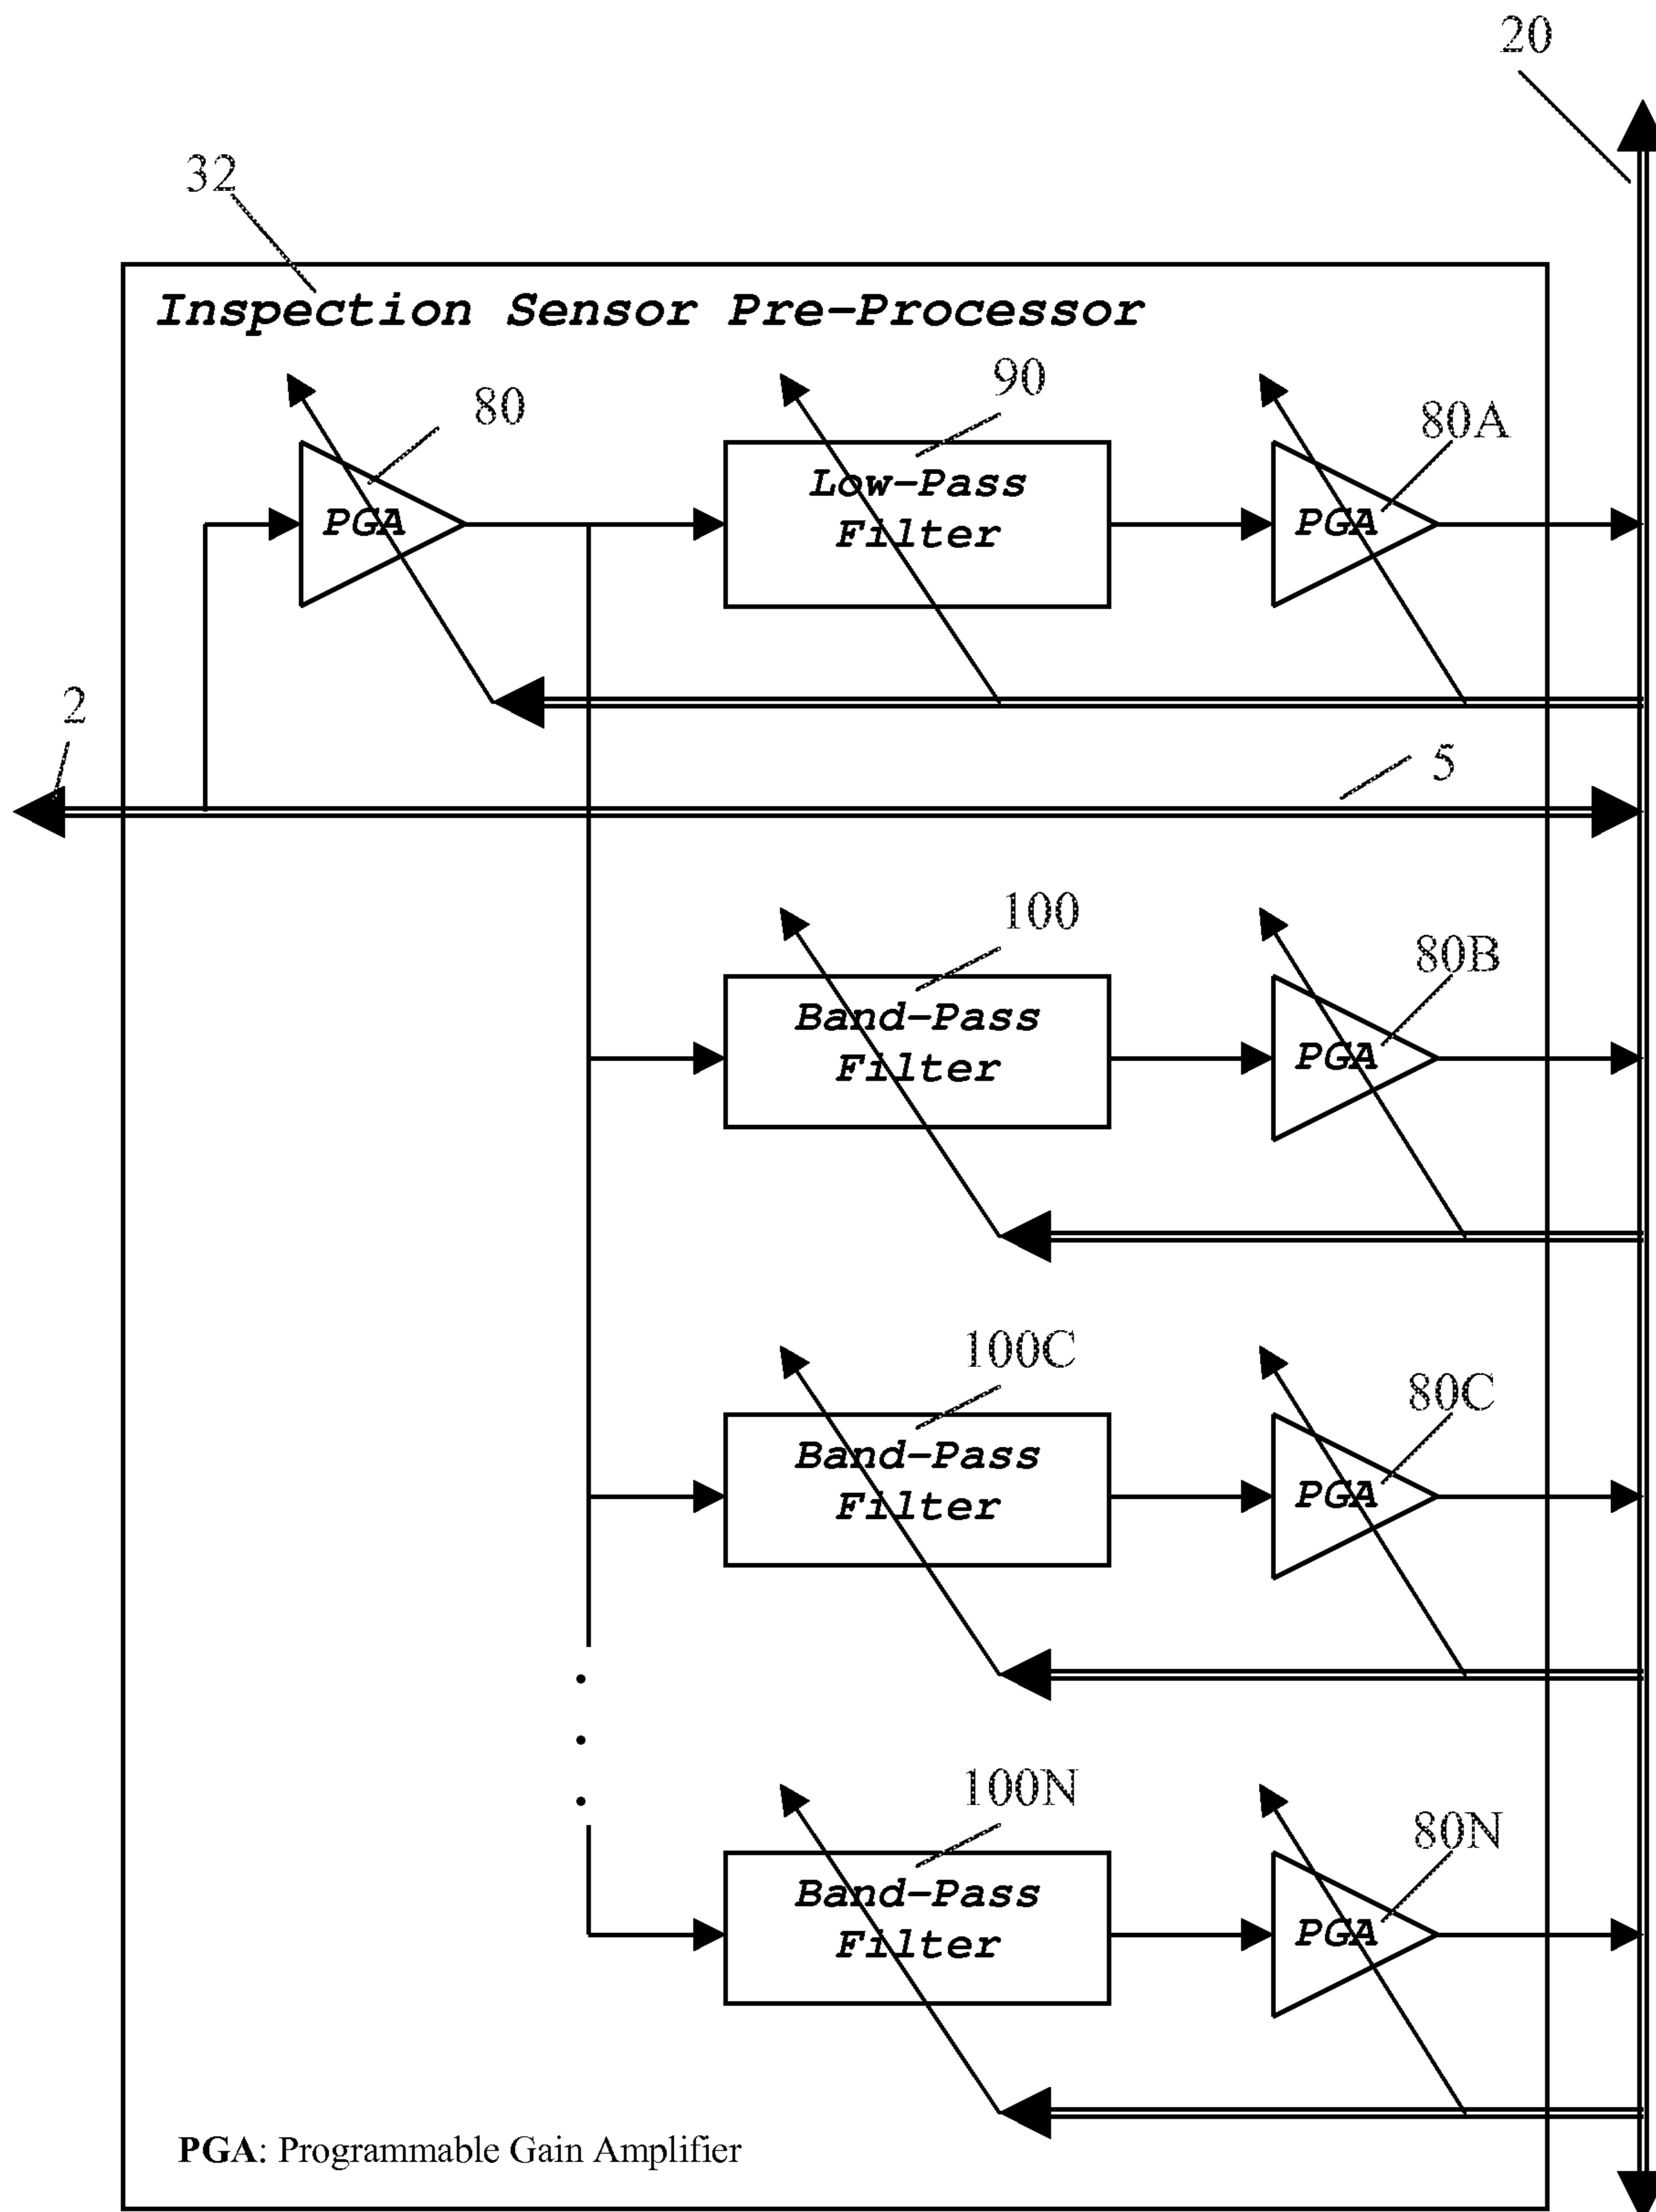 20
32
Inspection Sensor Pre-Processor
80
90
80A
PGA
Low-Pass
Filter
PGA
2
5
100
80B
Band-Pass
Filter
PGA
100C
80C
Band-Pass
Filter
PGA
100N
80N
Band-Pass
Filter
PGA
PGA: Programmable Gain Amplifier